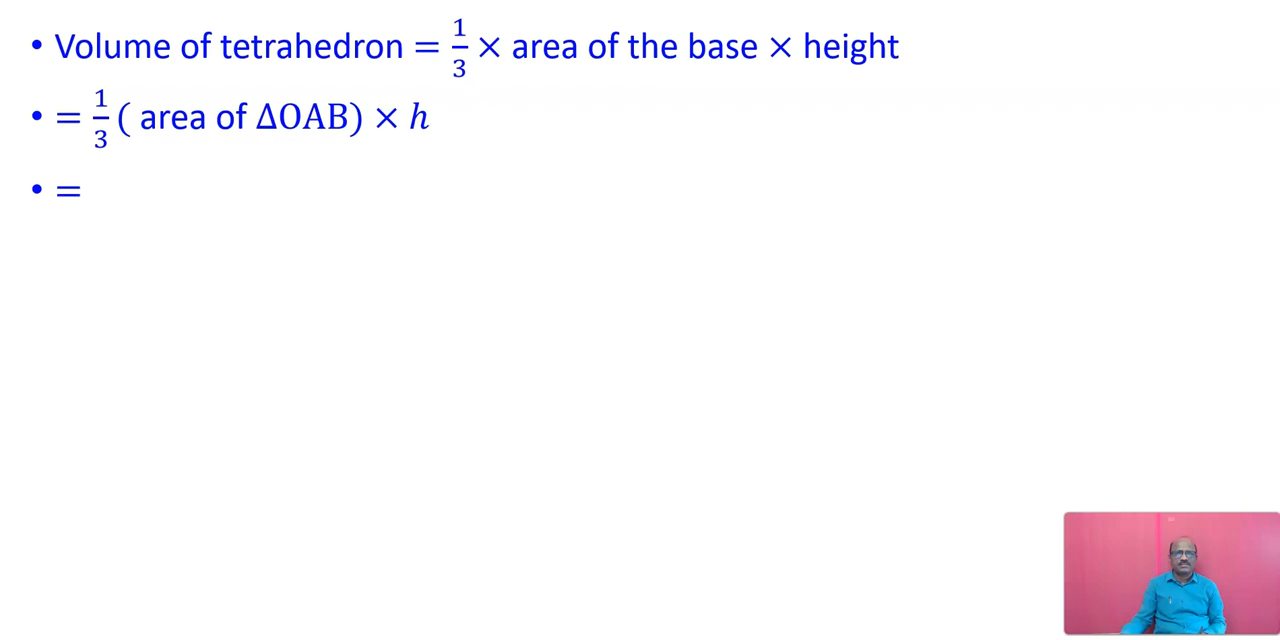 • Volume of tetrahedron = 1/3 × area of the base × height
• = 1/3 ( area of ΔOAB) × h
• =